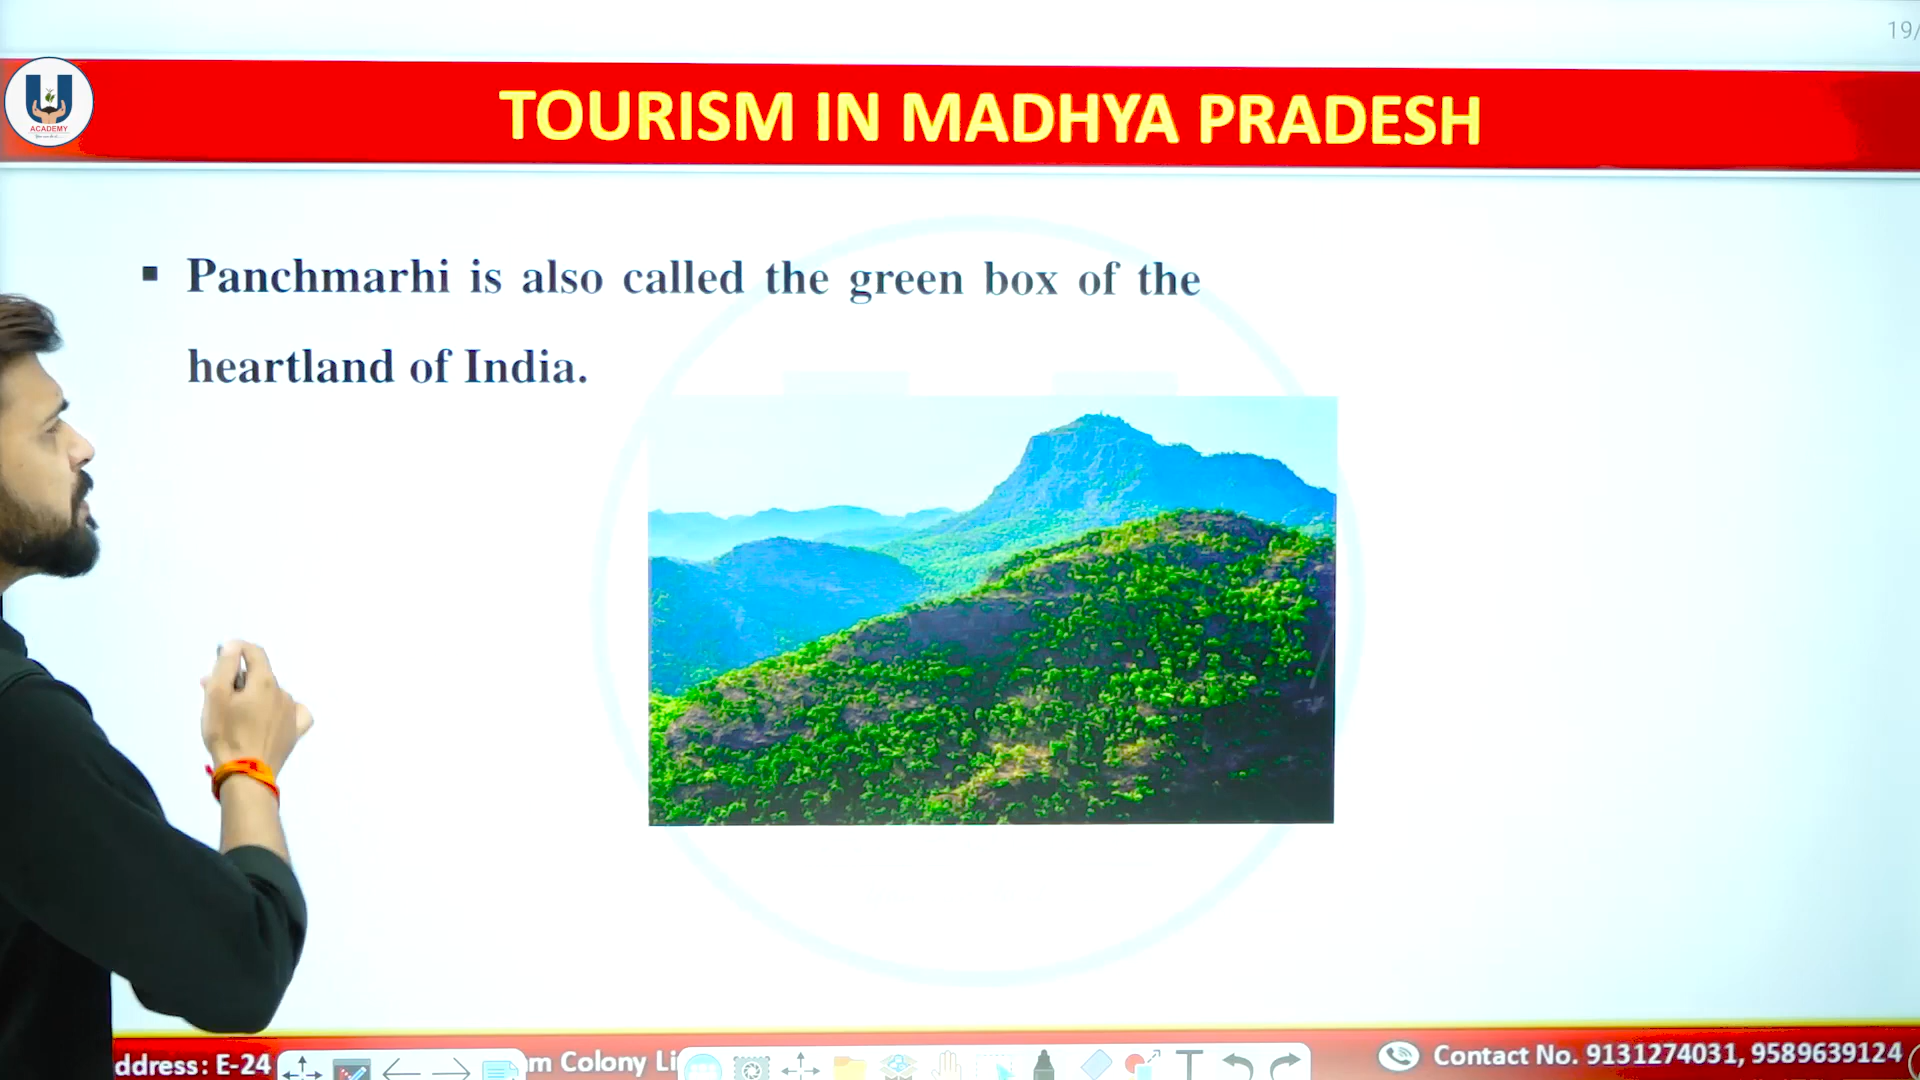 19/
ACADEMY
TOURISM IN MADHYA PRADESH
▪ Panchmarhi is also called the green box of the
heartland of India.
ddress: E-24
m Colony Li
Contact No. 9131274031, 9589639124